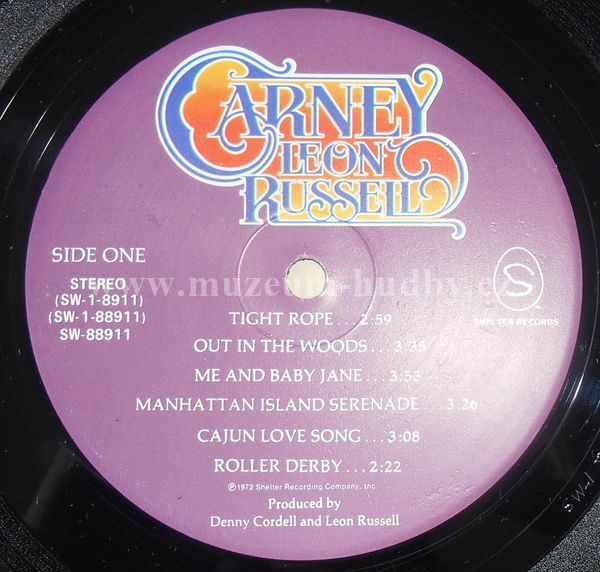 CARNEY
LEON
RUSSELL
SIDE ONE
STEREO
(SW-1-8911)
(SW-1-88911)
SW-88911
S
SHELTER RECORDS
www.muzeum-hudby.cz
TIGHT ROPE... 2:59
OUT IN THE WOODS... 3:35
ME AND BABY JANE... 3:53
MANHATTAN ISLAND SERENADE... 3:26
CAJUN LOVE SONG... 3:08
ROLLER DERBY... 2:22
℗1972 Shelter Recording Company, Inc.
Produced by
Denny Cordell and Leon Russell
SW-1